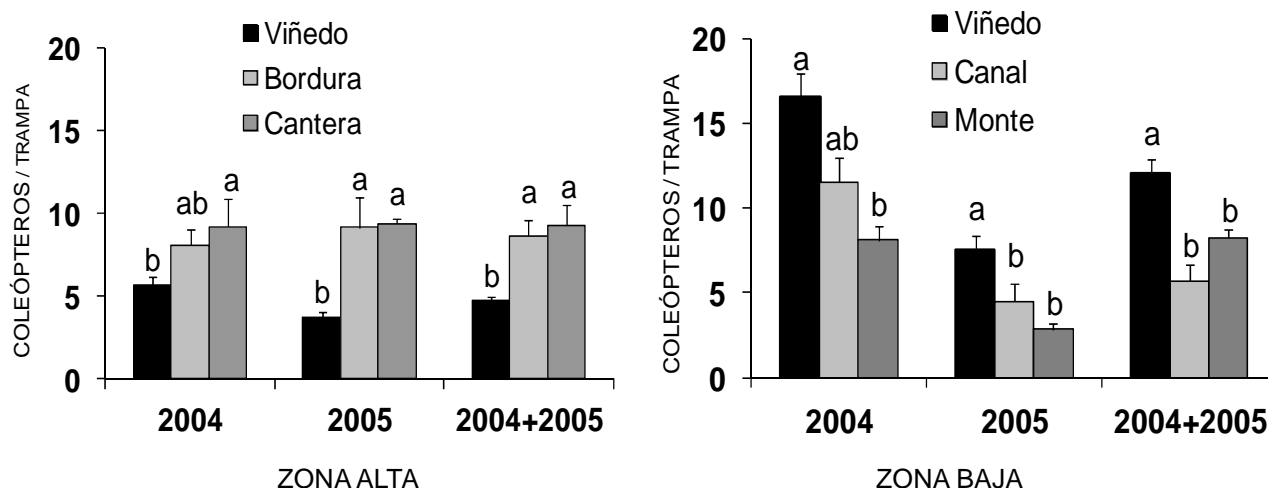 Viñedo
Bordura
Cantera
COLEÓPTEROS / TRAMPA
20
15
10
5
0
b
ab
a
b
a
a
b
a
a
2004
2005
2004+2005
ZONA ALTA
Viñedo
Canal
Monte
COLEÓPTEROS / TRAMPA
20
15
10
5
0
a
ab
b
a
b
b
a
b
b
2004
2005
2004+2005
ZONA BAJA